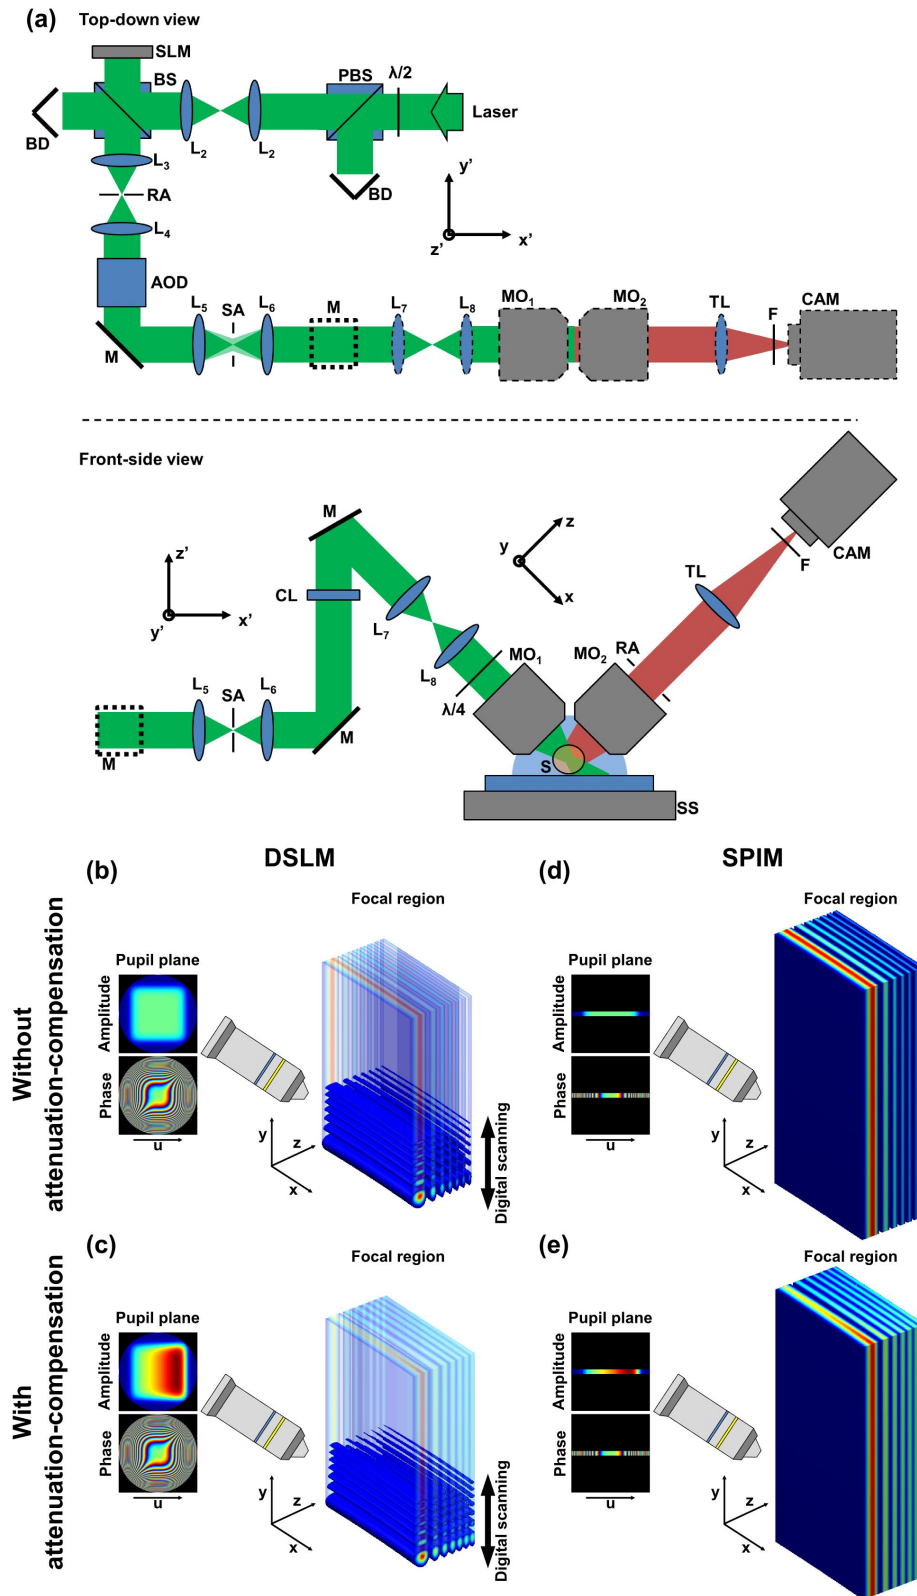 (a)
Top-down view
SLM
BS
PBS
λ/2
Laser
BD
L2
L2
L3
BD
RA
L4
y'
z'
x'
AOD
L5
SA
L6
M
L7
L8
MO1
MO2
TL
F
CAM
M
Front-side view
M
z
y
x
CAM
F
z'
y'
x'
CL
TL
L7
L8
MO1
MO2
RA
λ/4
L5
SA
L6
M
M
S
SS
DSLM
SPIM
(b)
(d)
Without
attenuation-compensation
Focal region
Focal region
Pupil plane
Pupil plane
Amplitude
Amplitude
Phase
Phase
u
u
y
z
x
y
z
x
Digital scanning
(c)
(e)
With
attenuation-compensation
Focal region
Focal region
Pupil plane
Pupil plane
Amplitude
Amplitude
Phase
Phase
u
u
y
z
x
y
z
x
Digital scanning